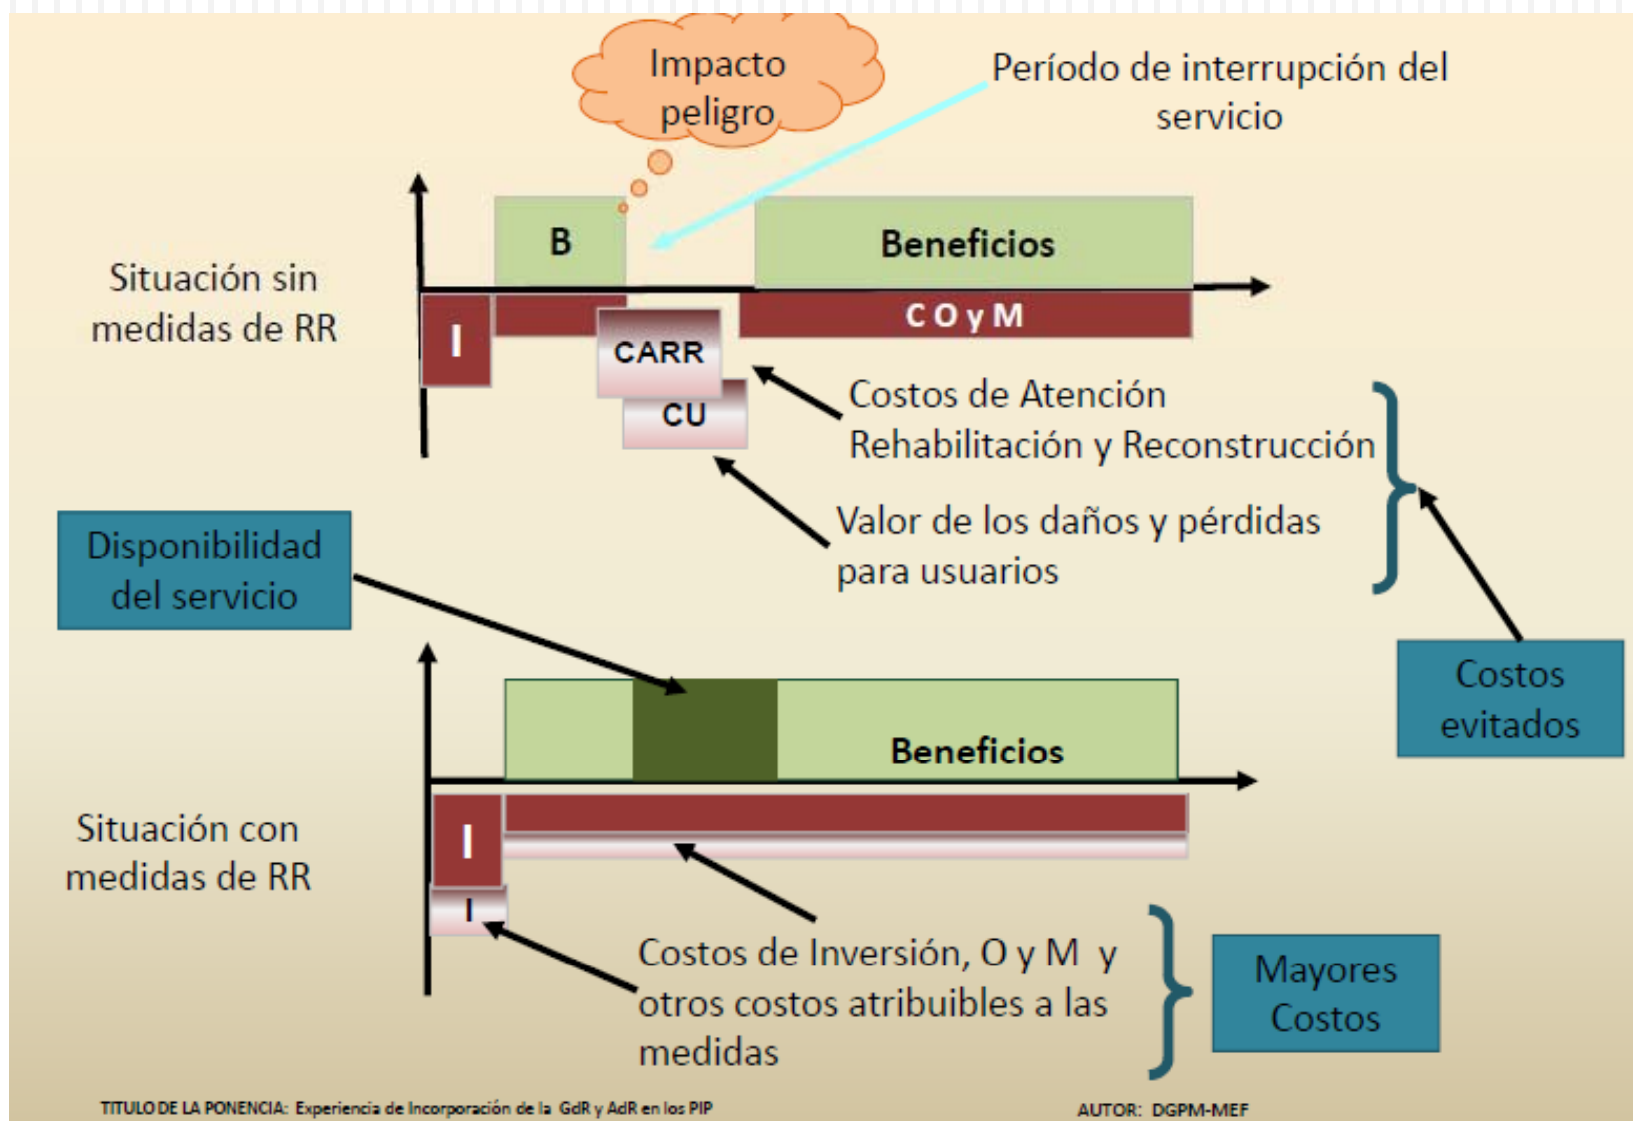 Impacto
peligro
Período de interrupción del
servicio
B
Beneficios
Situación sin
medidas de RR
I
C O y M
CARR
CU
Costos de Atención
Rehabilitación y Reconstrucción
Valor de los daños y pérdidas
para usuarios
Disponibilidad
del servicio
Costos
evitados
Beneficios
Situación con
medidas de RR
I
I
Costos de Inversión, O y M y
otros costos atribuibles a las
medidas
Mayores
Costos
TITULO DE LA PONENCIA: Experiencia de Incorporación de la GdR y AdR en los PIP
AUTOR: DGPM-MEF